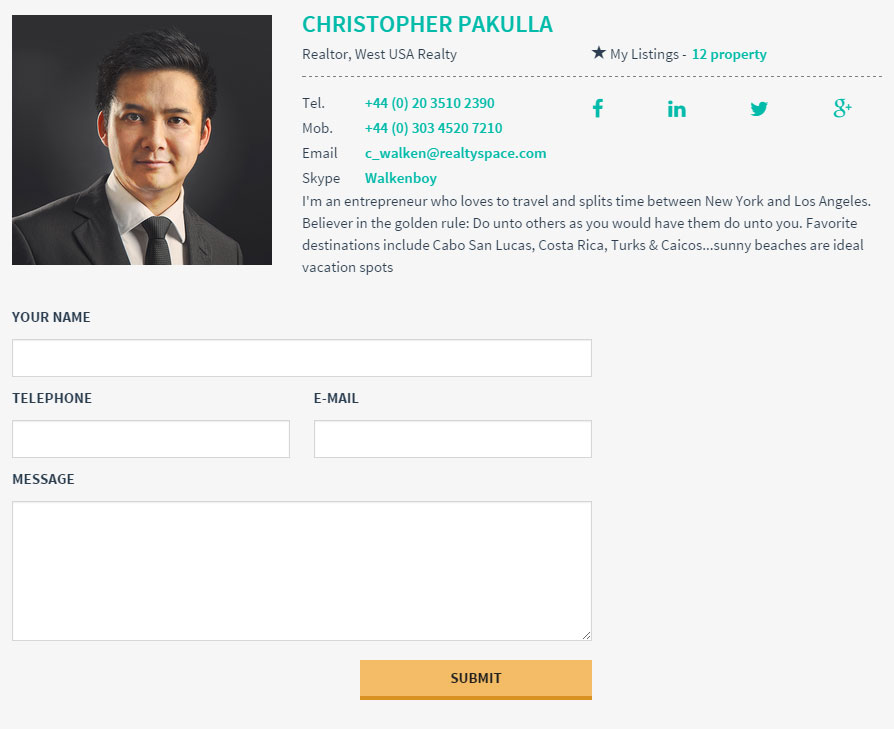 CHRISTOPHER PAKULLA
Realtor, West USA Realty
★ My Listings - 12 property
Tel. +44 (0) 20 3510 2390
Mob. +44 (0) 303 4520 7210
Email c_walken@realtyspace.com
Skype Walkenboy
I'm an entrepreneur who loves to travel and splits time between New York and Los Angeles.
Believer in the golden rule: Do unto others as you would have them do unto you. Favorite
destinations include Cabo San Lucas, Costa Rica, Turks & Caicos...sunny beaches are ideal
vacation spots
YOUR NAME
TELEPHONE
E-MAIL
MESSAGE
SUBMIT